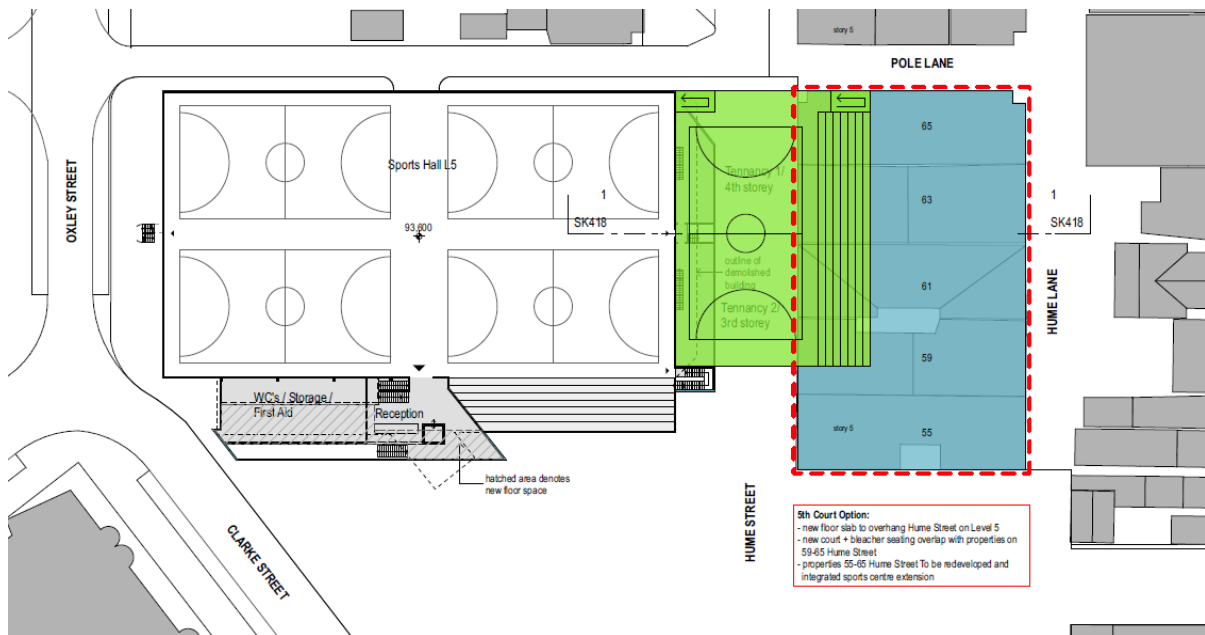 story 5
POLE LANE
65
Sports Hall L5
Tennancy 1/
4th storey
OXLEY STREET
1
SK418
63
1
SK418
93,600
outline of
demolished
building
61
HUME LANE
Tennancy 2/
3rd storey
59
WC's / Storage /
First Aid
Reception
story 5
55
hatched area denotes
new floor space
HUME STREET
CLARKE STREET
5th Court Option:
- new floor slab to overhang Hume Street on Level 5
- new court + bleacher seating overlap with properties on
59-65 Hume Street
- properties 55-65 Hume Street To be redeveloped and
integrated sports centre extension